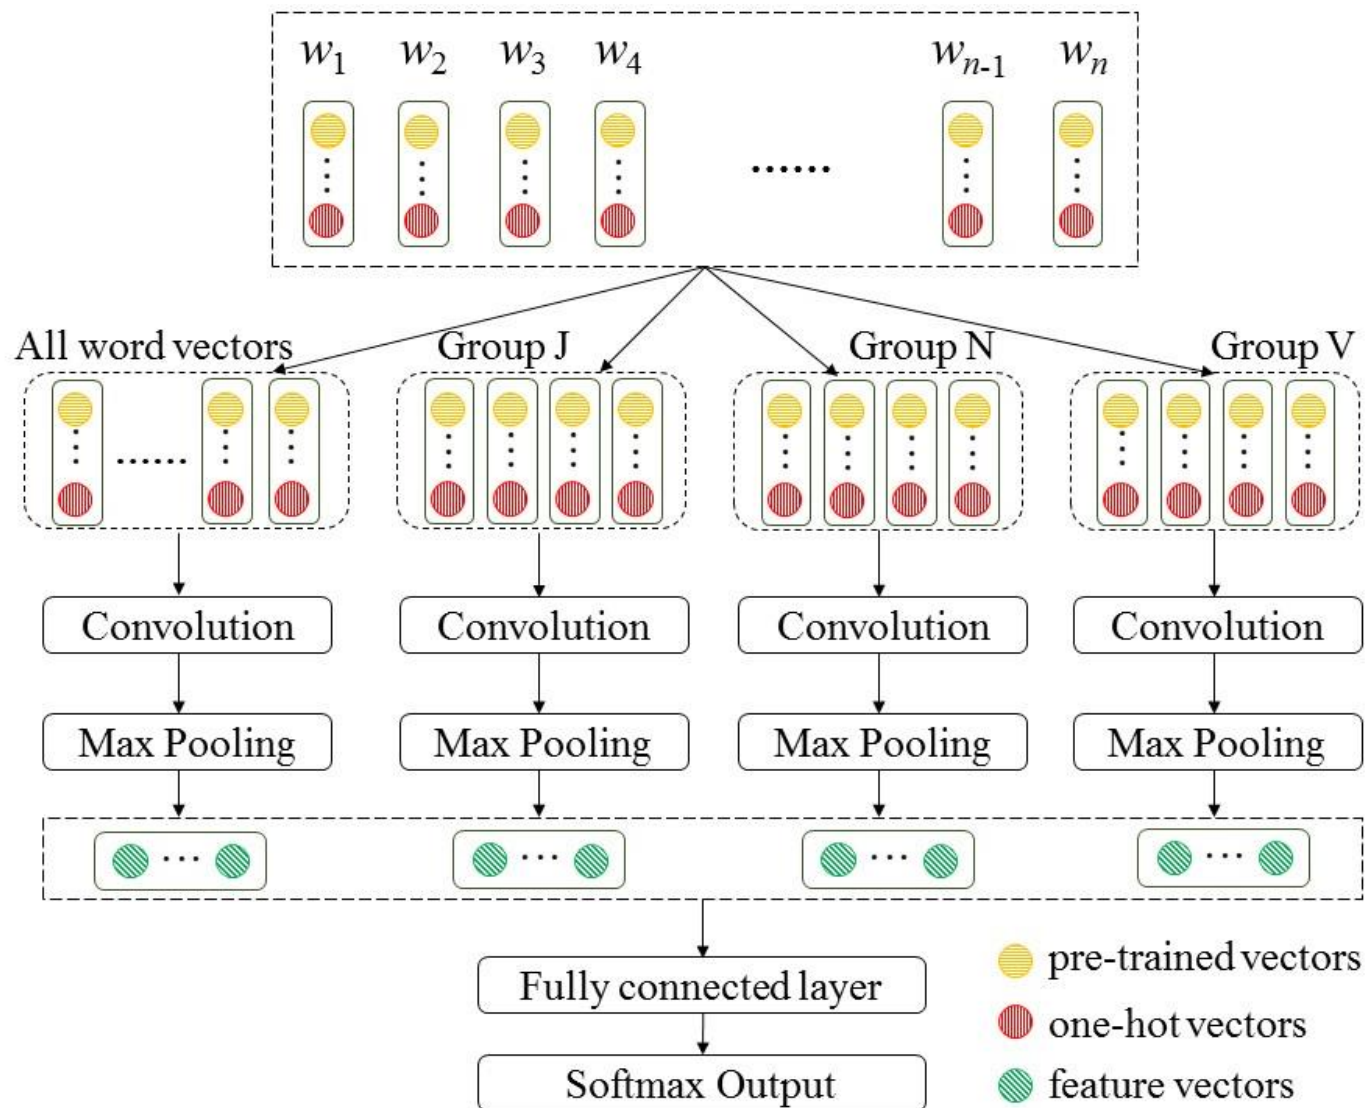 w1 w2 w3 w4 ...... wn-1 wn
All word vectors Group J Group N Group V
......
Convolution Convolution Convolution Convolution
Max Pooling Max Pooling Max Pooling Max Pooling
Fully connected layer
Softmax Output
pre-trained vectors
one-hot vectors
feature vectors